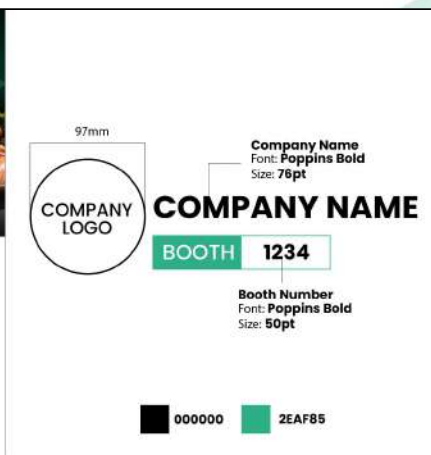 97mm
Company Name
Font: Poppins Bold
Size: 76pt
COMPANY
LOGO
COMPANY NAME
BOOTH 1234
Booth Number
Font: Poppins Bold
Size: 50pt
000000 2EAF85